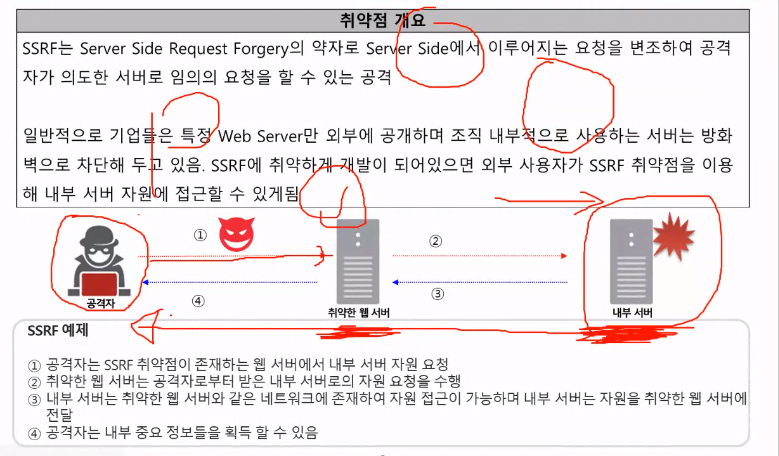 취약점 개요
SSRF는 Server Side Request Forgery의 약자로 Server Side에서 이루어지는 요청을 변조하여 공격
자가 의도한 서버로 임의의 요청을 할 수 있는 공격
일반적으로 기업들은 특정 Web Server만 외부에 공개하며 조직 내부적으로 사용하는 서버는 방화
벽으로 차단해 두고 있음. SSRF에 취약하게 개발이 되어있으면 외부 사용자가 SSRF 취약점을 이용
해 내부 서버 자원에 접근할 수 있게됨
① ②
④ ③
공격자 취약한 웹 서버 내부 서버
SSRF 예제
① 공격자는 SSRF 취약점이 존재하는 웹 서버에서 내부 서버 자원 요청
② 취약한 웹 서버는 공격자로부터 받은 내부 서버로의 자원 요청을 수행
③ 내부 서버는 취약한 웹 서버와 같은 네트워크에 존재하여 자원 접근이 가능하며 내부 서버는 자원을 취약한 웹 서버에
전달
④ 공격자는 내부 중요 정보들을 획득 할 수 있음